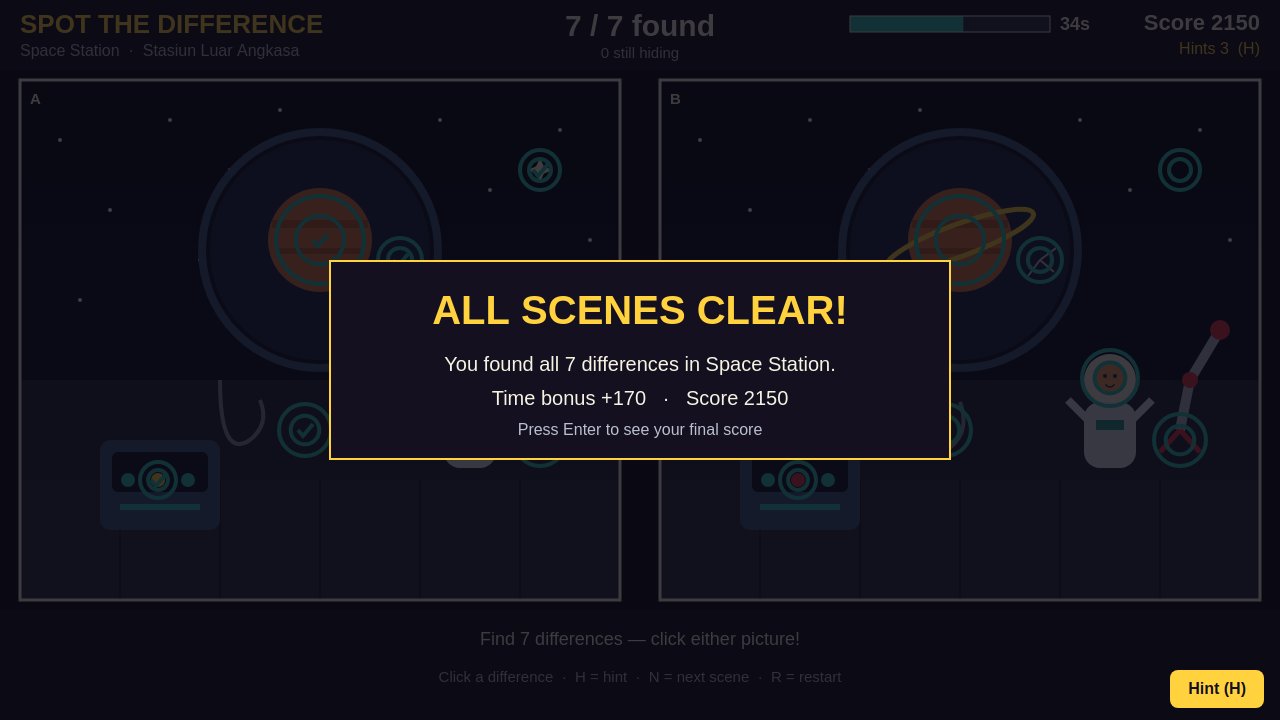 SPOT THE DIFFERENCE
Space Station · Stasiun Luar Angkasa
7 / 7 found
0 still hiding
34s
Score 2150
Hints 3 (H)
A
B
ALL SCENES CLEAR!
You found all 7 differences in Space Station.
Time bonus +170 · Score 2150
Press Enter to see your final score
Find 7 differences — click either picture!
Click a difference · H = hint · N = next scene · R = restart
Hint (H)